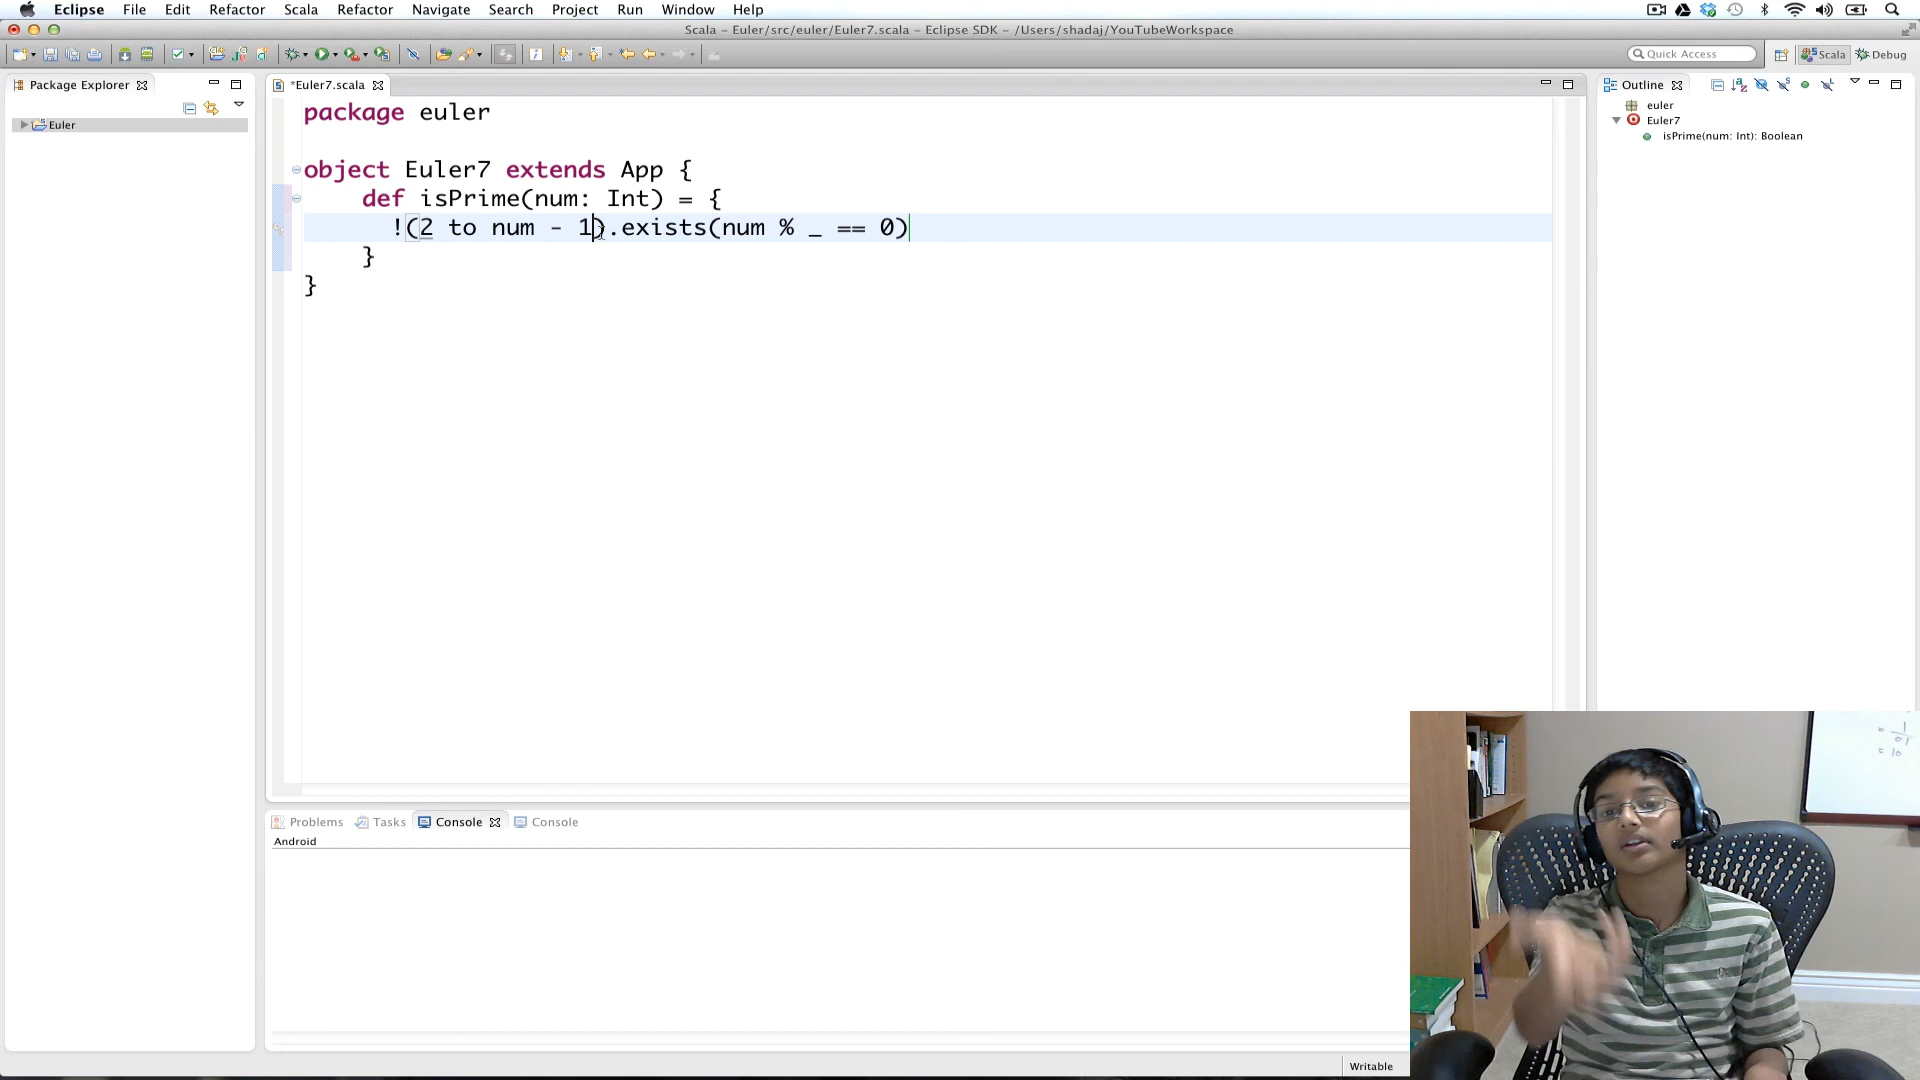 Eclipse File Edit Refactor Scala Refactor Navigate Search Project Run Window Help
Scala – Euler/src/euler/Euler7.scala – Eclipse SDK – /Users/shadaj/YouTubeWorkspace
Quick Access
Scala
Debug
Package Explorer
Euler
*Euler7.scala
package euler
object Euler7 extends App {
def isPrime(num: Int) = {
!(2 to num - 1).exists(num % _ == 0)
}
}
Outline
euler
Euler7
isPrime(num: Int): Boolean
Problems Tasks Console Console
Android
Writable
= 1
= 10